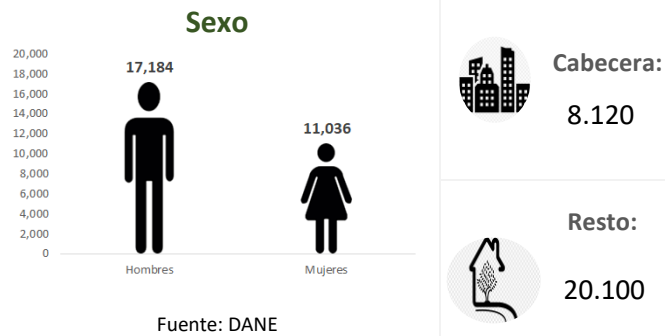 Sexo
20,000
18,000
16,000
14,000
12,000
10,000
8,000
6,000
4,000
2,000
0
17,184
11,036
Hombres
Mujeres
Fuente: DANE
Cabecera:
8.120
Resto:
20.100